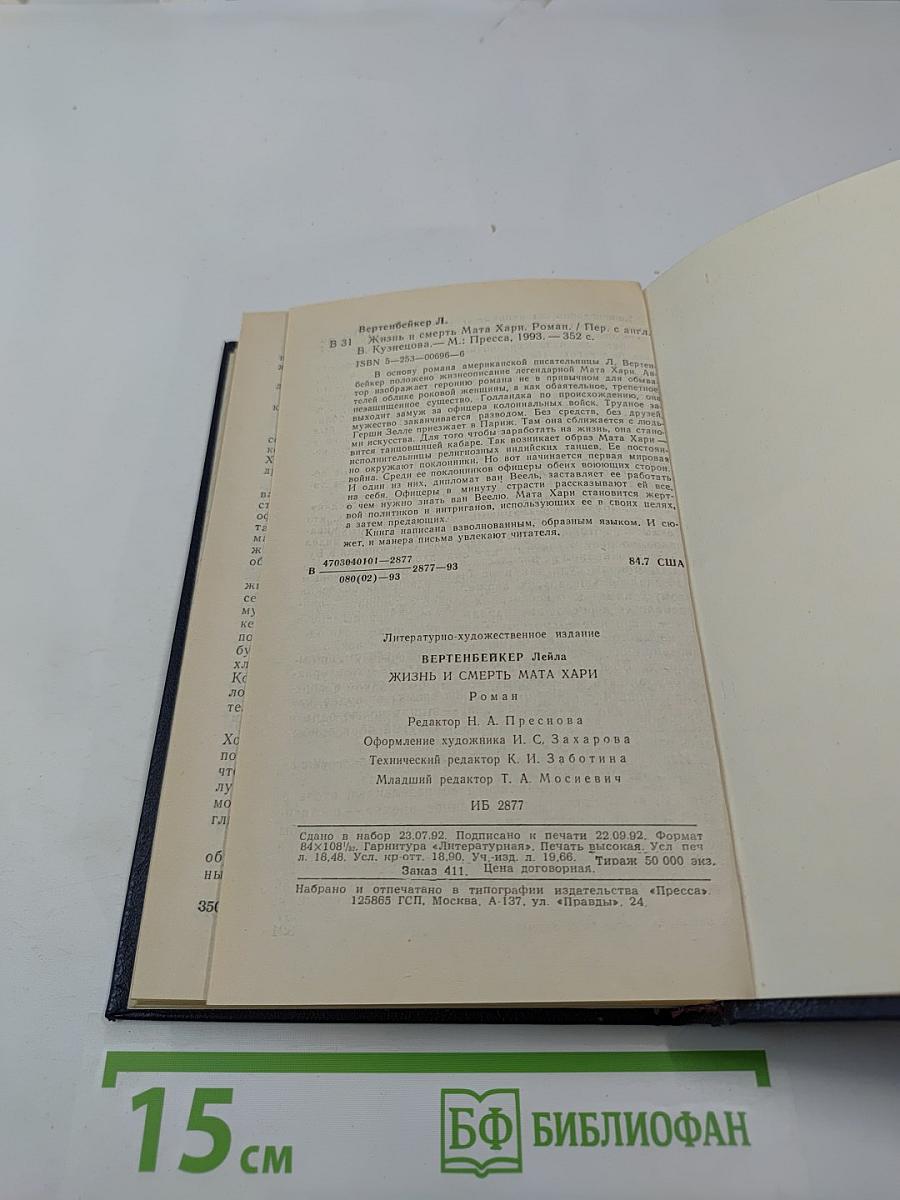 Вертенбейкер Л.
В 31 Жизнь и смерть Мата Хари. Роман. / Пер. с англ.
В. Кузнецова.— М.: Пресса, 1993. — 352 с.
ISBN 5—253—00696—6
В основу романа американской писательницы Л. Вертен-
бейкер положено жизнеописание легендарной Мата Хари. Ав-
тор изображает героиню романа не в привычном для обыва-
телей облике роковой женщины, а как обаятельное, трепетное,
незащищенное существо. Голландка по происхождению, она
выходит замуж за офицера колониальных войск. Трудное за-
мужество заканчивается разводом. Без средств, без друзей
Герши Зелле приезжает в Париж. Там она сближается с людь-
ми искусства. Для того чтобы заработать на жизнь, она стано-
вится танцовщицей кабаре. Так возникает образ Мата Хари —
исполнительницы религиозных индийских танцев. Ее постоян-
но окружают поклонники. Но вот начинается первая мировая
война. Среди ее поклонников офицеры обеих воюющих сторон.
И один из них, дипломат ван Веель, заставляет ее работать
на себя. Офицеры в минуту страсти рассказывают ей все,
о чем нужно знать ван Веелю. Мата Хари становится жерт-
вой политиков и интриганов, использующих ее в своих целях,
а затем предающих.
Книга написана взволнованным, образным языком. И сю-
жет, и манера письма увлекают читателя.
В 4703040101—2877
080(02)—93 2877—93 84.7 США
Литературно-художественное издание
ВЕРТЕНБЕЙКЕР Лейла
ЖИЗНЬ И СМЕРТЬ МАТА ХАРИ
Роман
Редактор Н. А. Преснова
Оформление художника И. С. Захарова
Технический редактор К. И. Заботина
Младший редактор Т. А. Мосиевич
ИБ 2877
Сдано в набор 23.07.92. Подписано к печати 22.09.92. Формат
84×108 1/32. Гарнитура «Литературная». Печать высокая. Усл печ
л. 18,48. Усл. кр-отт. 18,90. Уч.-изд. л. 19,66. Тираж 50 000 экз.
Заказ 411. Цена договорная.
Набрано и отпечатано в типографии издательства «Пресса».
125865 ГСП, Москва, А-137, ул. «Правды», 24.
350
15 см
БФ БИБЛИОФАН